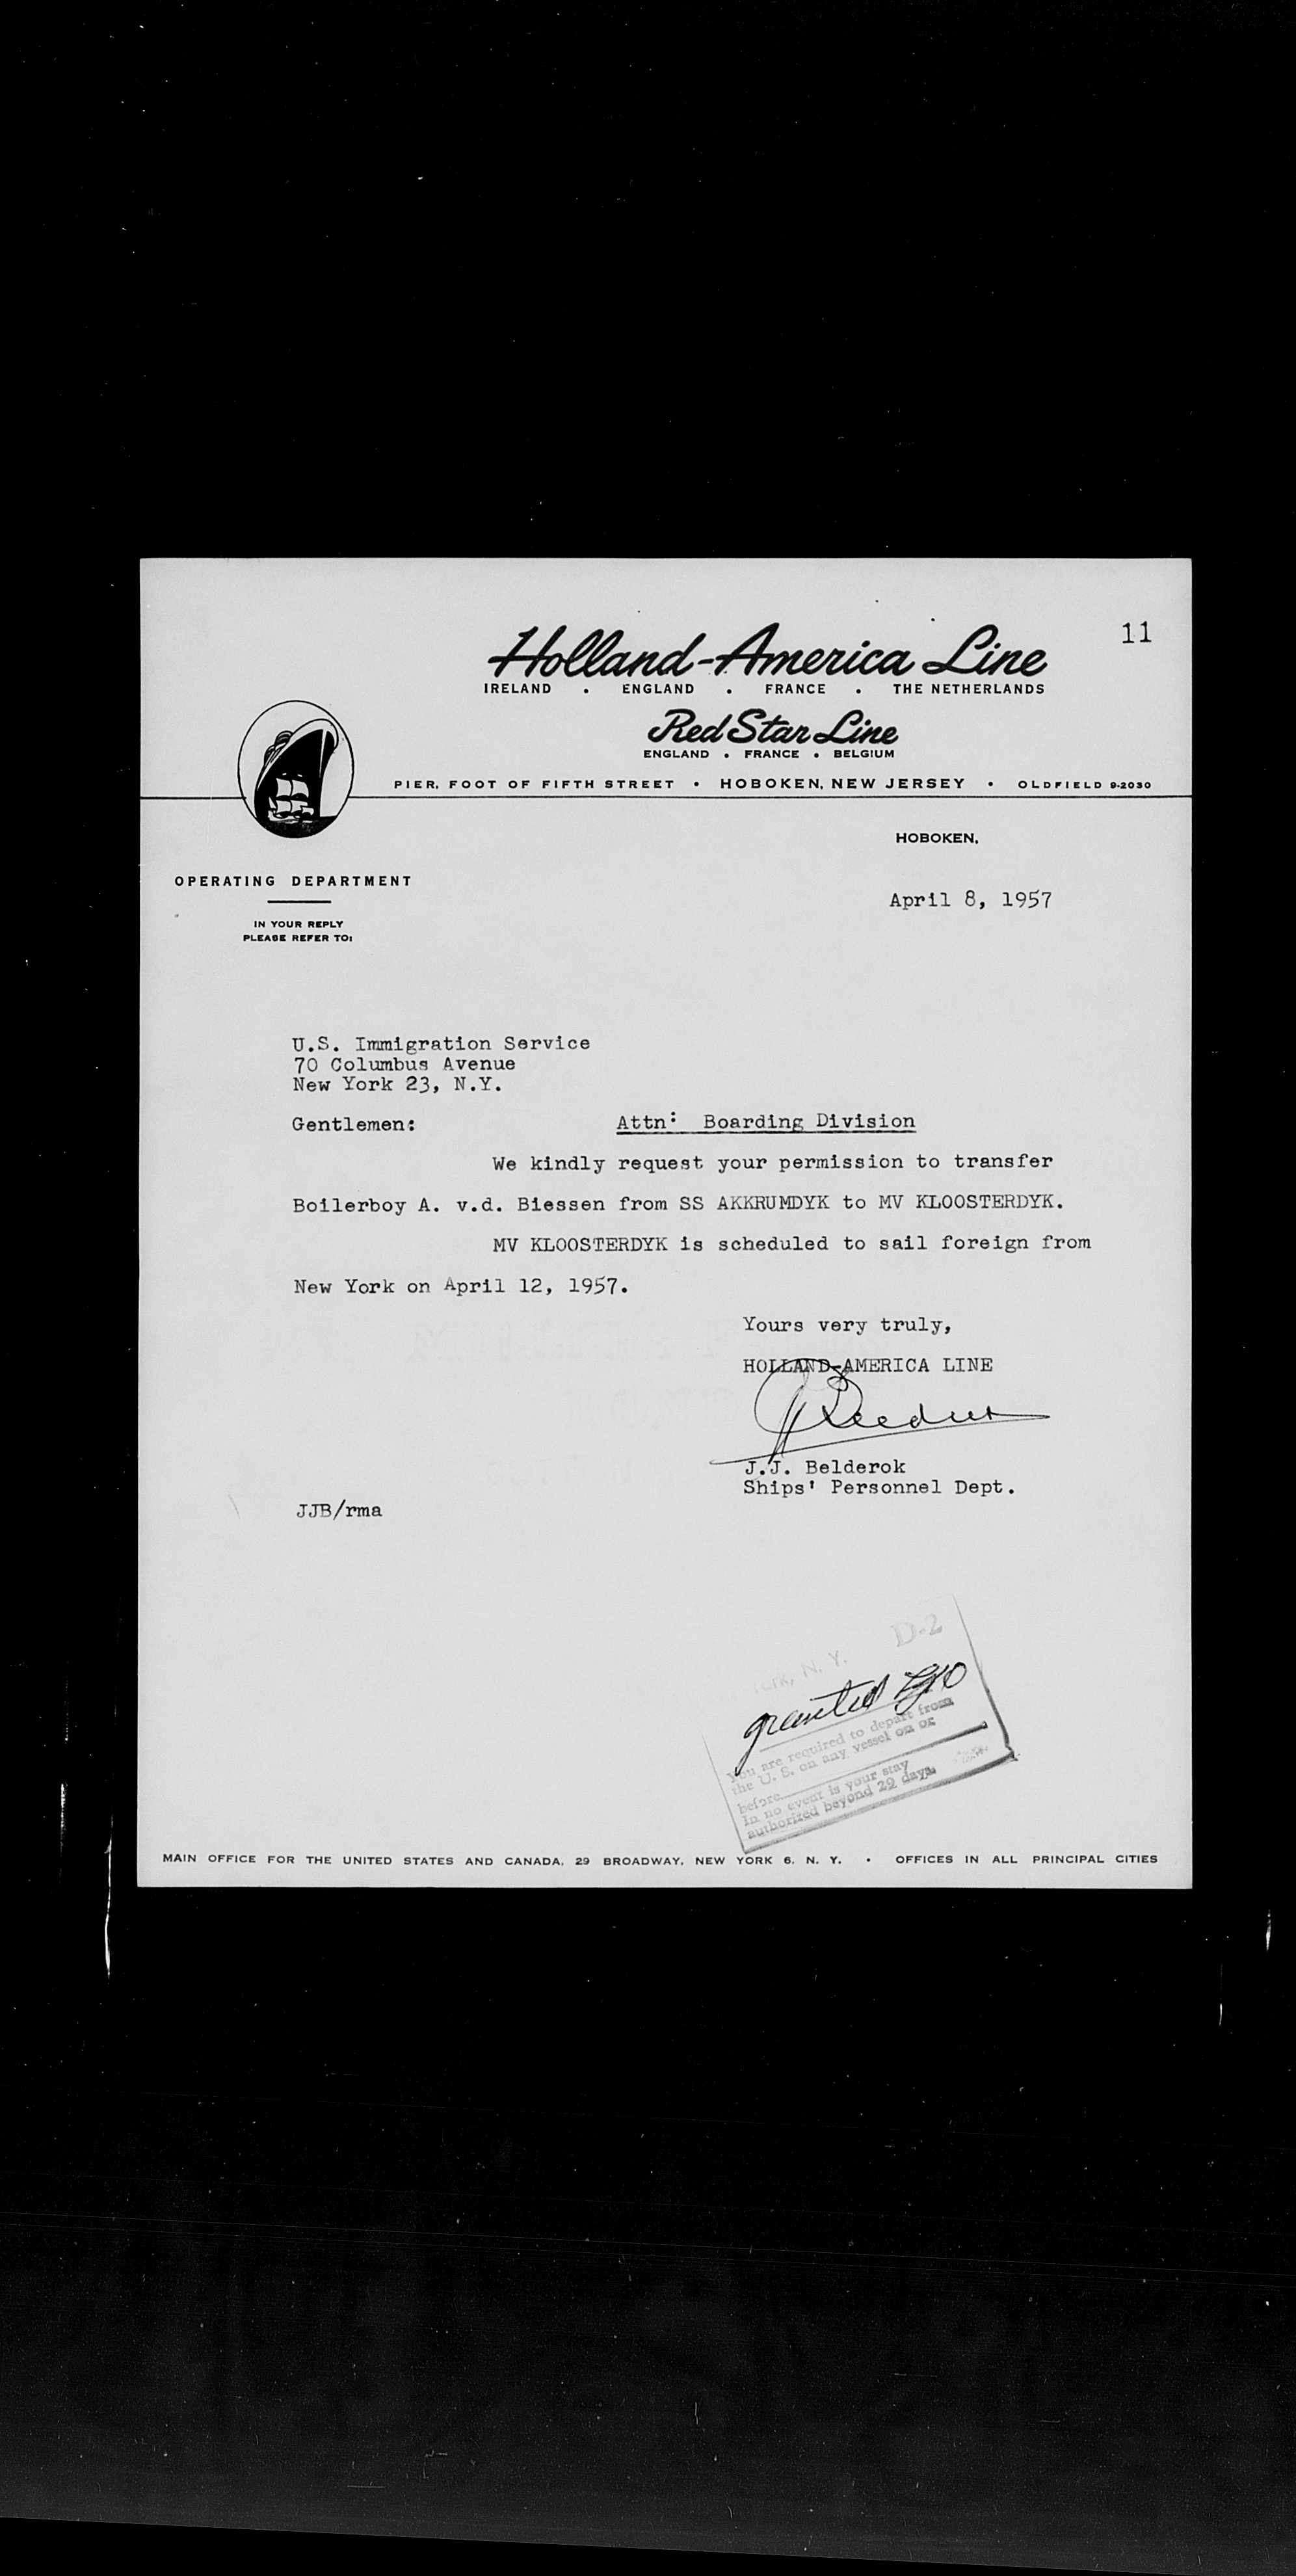 11
Holland-America Line
IRELAND • ENGLAND • FRANCE • THE NETHERLANDS
Red Star Line
ENGLAND • FRANCE • BELGIUM
PIER, FOOT OF FIFTH STREET • HOBOKEN, NEW JERSEY • OLDFIELD 9-2030
HOBOKEN,
OPERATING DEPARTMENT
April 8, 1957
IN YOUR REPLY
PLEASE REFER TO:
U.S. Immigration Service
70 Columbus Avenue
New York 23, N.Y.
Gentlemen: Attn: Boarding Division
We kindly request your permission to transfer
Boilerboy A. v.d. Biessen from SS AKKRUMDYK to MV KLOOSTERDYK.
MV KLOOSTERDYK is scheduled to sail foreign from
New York on April 12, 1957.
Yours very truly,
HOLLAND-AMERICA LINE
J.J. Belderok
Ships' Personnel Dept.
JJB/rma
D-2
N. Y.
granted
You are required to depart from
the U. S. on any vessel on or
before
In no event is your stay
authorized beyond 29 days.
MAIN OFFICE FOR THE UNITED STATES AND CANADA, 29 BROADWAY, NEW YORK 6, N. Y. • OFFICES IN ALL PRINCIPAL CITIES